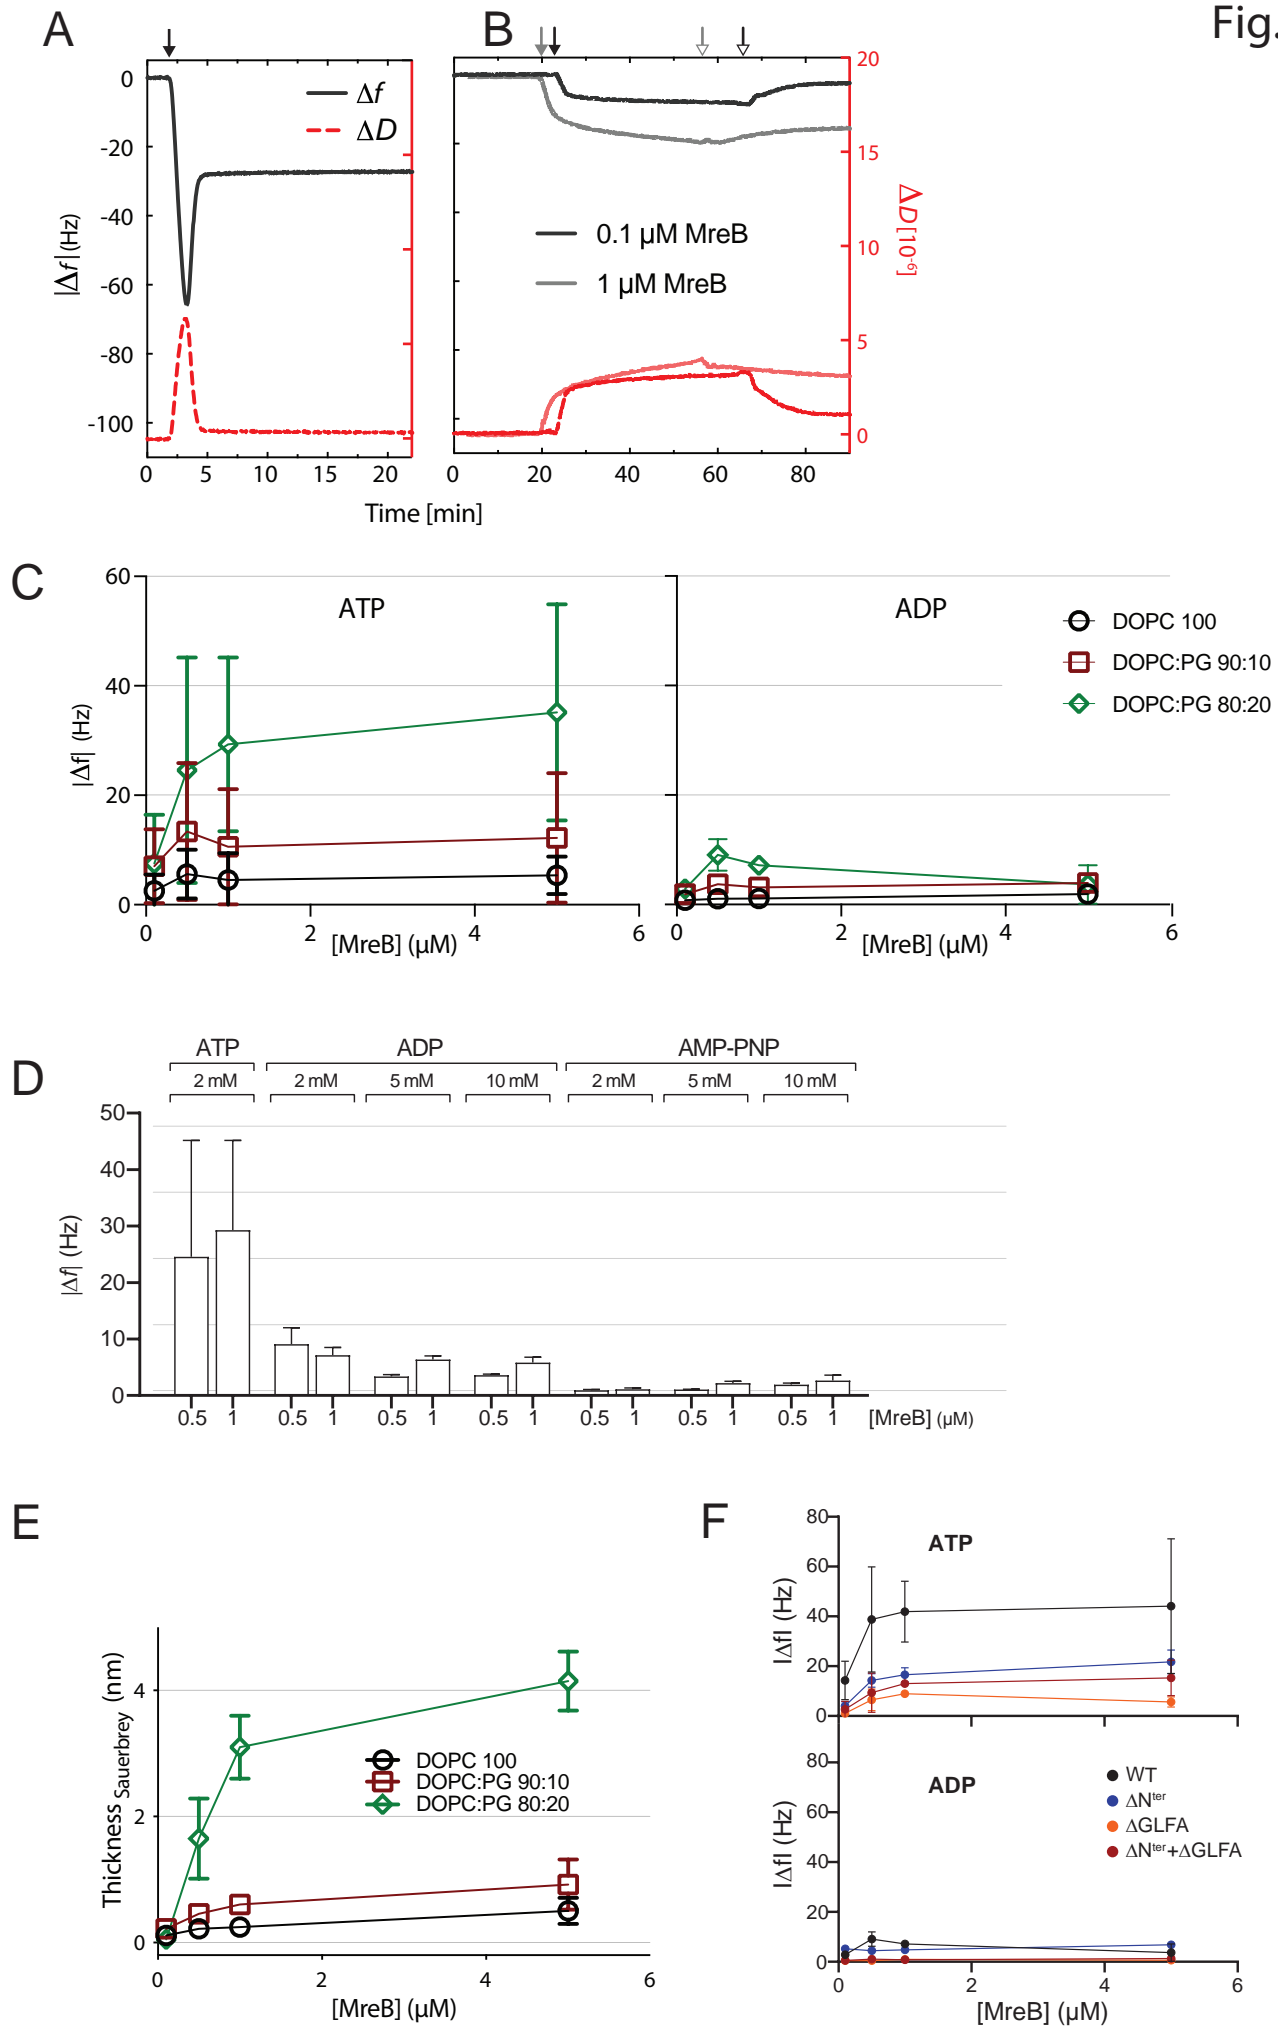 Fig.
A
B
0
-20
-40
-60
-80
-100
|Δf|(Hz)
Δf
ΔD
0 5 10 15 20
0.1 µM MreB
1 µM MreB
20
15
10
5
0
ΔD[10⁻⁶]
0 20 40 60 80
Time [min]
C
60
40
20
0
|Δf| (Hz)
ATP
ADP
DOPC 100
DOPC:PG 90:10
DOPC:PG 80:20
0 2 4 6
0 2 4 6
[MreB] (µM)
[MreB] (µM)
D
ATP ADP AMP-PNP
2 mM 2 mM 5 mM 10 mM 2 mM 5 mM 10 mM
50
40
30
20
10
0
|Δf| (Hz)
0.5 1 0.5 1 0.5 1 0.5 1 0.5 1 0.5 1 0.5 1 [MreB] (µM)
E
4
2
0
Thickness Sauerbrey (nm)
DOPC 100
DOPC:PG 90:10
DOPC:PG 80:20
0 2 4 6
[MreB] (µM)
F
80
60
40
20
0
IΔfI (Hz)
ATP
0 2 4 6
80
60
40
20
0
IΔfI (Hz)
ADP
WT
ΔNᵗᵉʳ
ΔGLFA
ΔNᵗᵉʳ+ΔGLFA
0 2 4 6
[MreB] (µM)